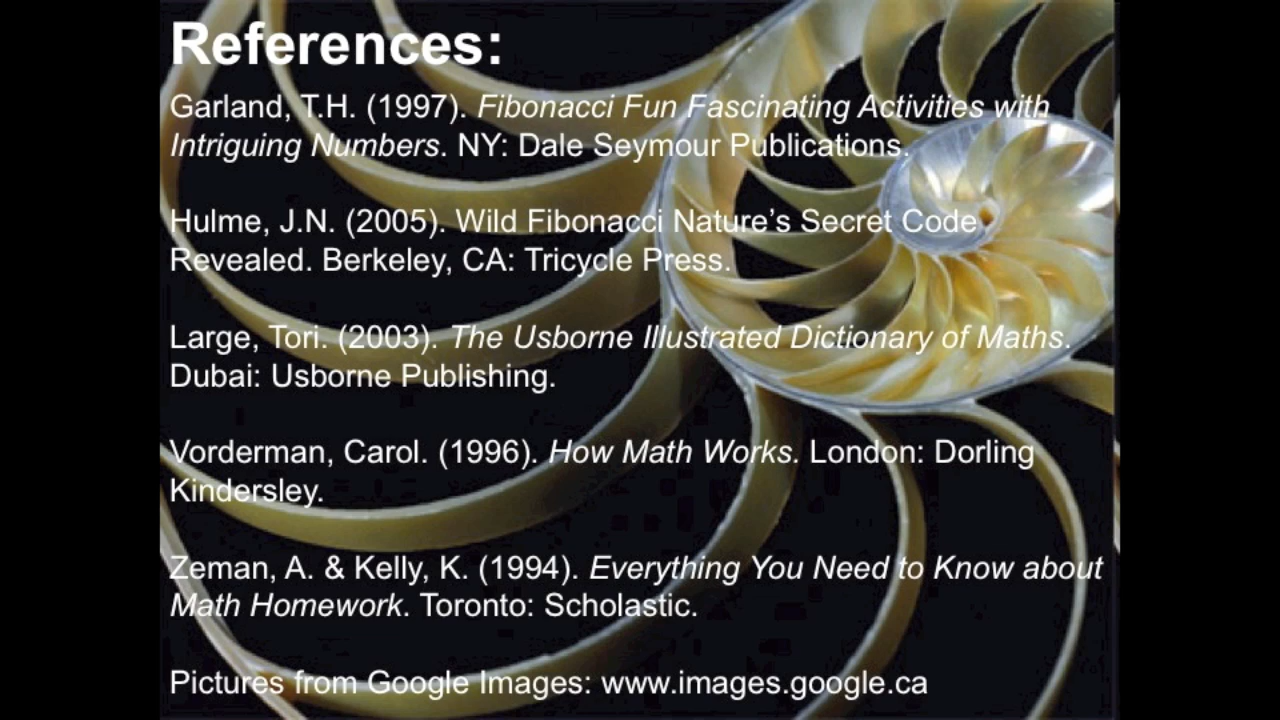 References:
Garland, T.H. (1997). Fibonacci Fun Fascinating Activities with
Intriguing Numbers. NY: Dale Seymour Publications.
Hulme, J.N. (2005). Wild Fibonacci Nature’s Secret Code
Revealed. Berkeley, CA: Tricycle Press.
Large, Tori. (2003). The Usborne Illustrated Dictionary of Maths.
Dubai: Usborne Publishing.
Vorderman, Carol. (1996). How Math Works. London: Dorling
Kindersley.
Zeman, A. & Kelly, K. (1994). Everything You Need to Know about
Math Homework. Toronto: Scholastic.
Pictures from Google Images: www.images.google.ca